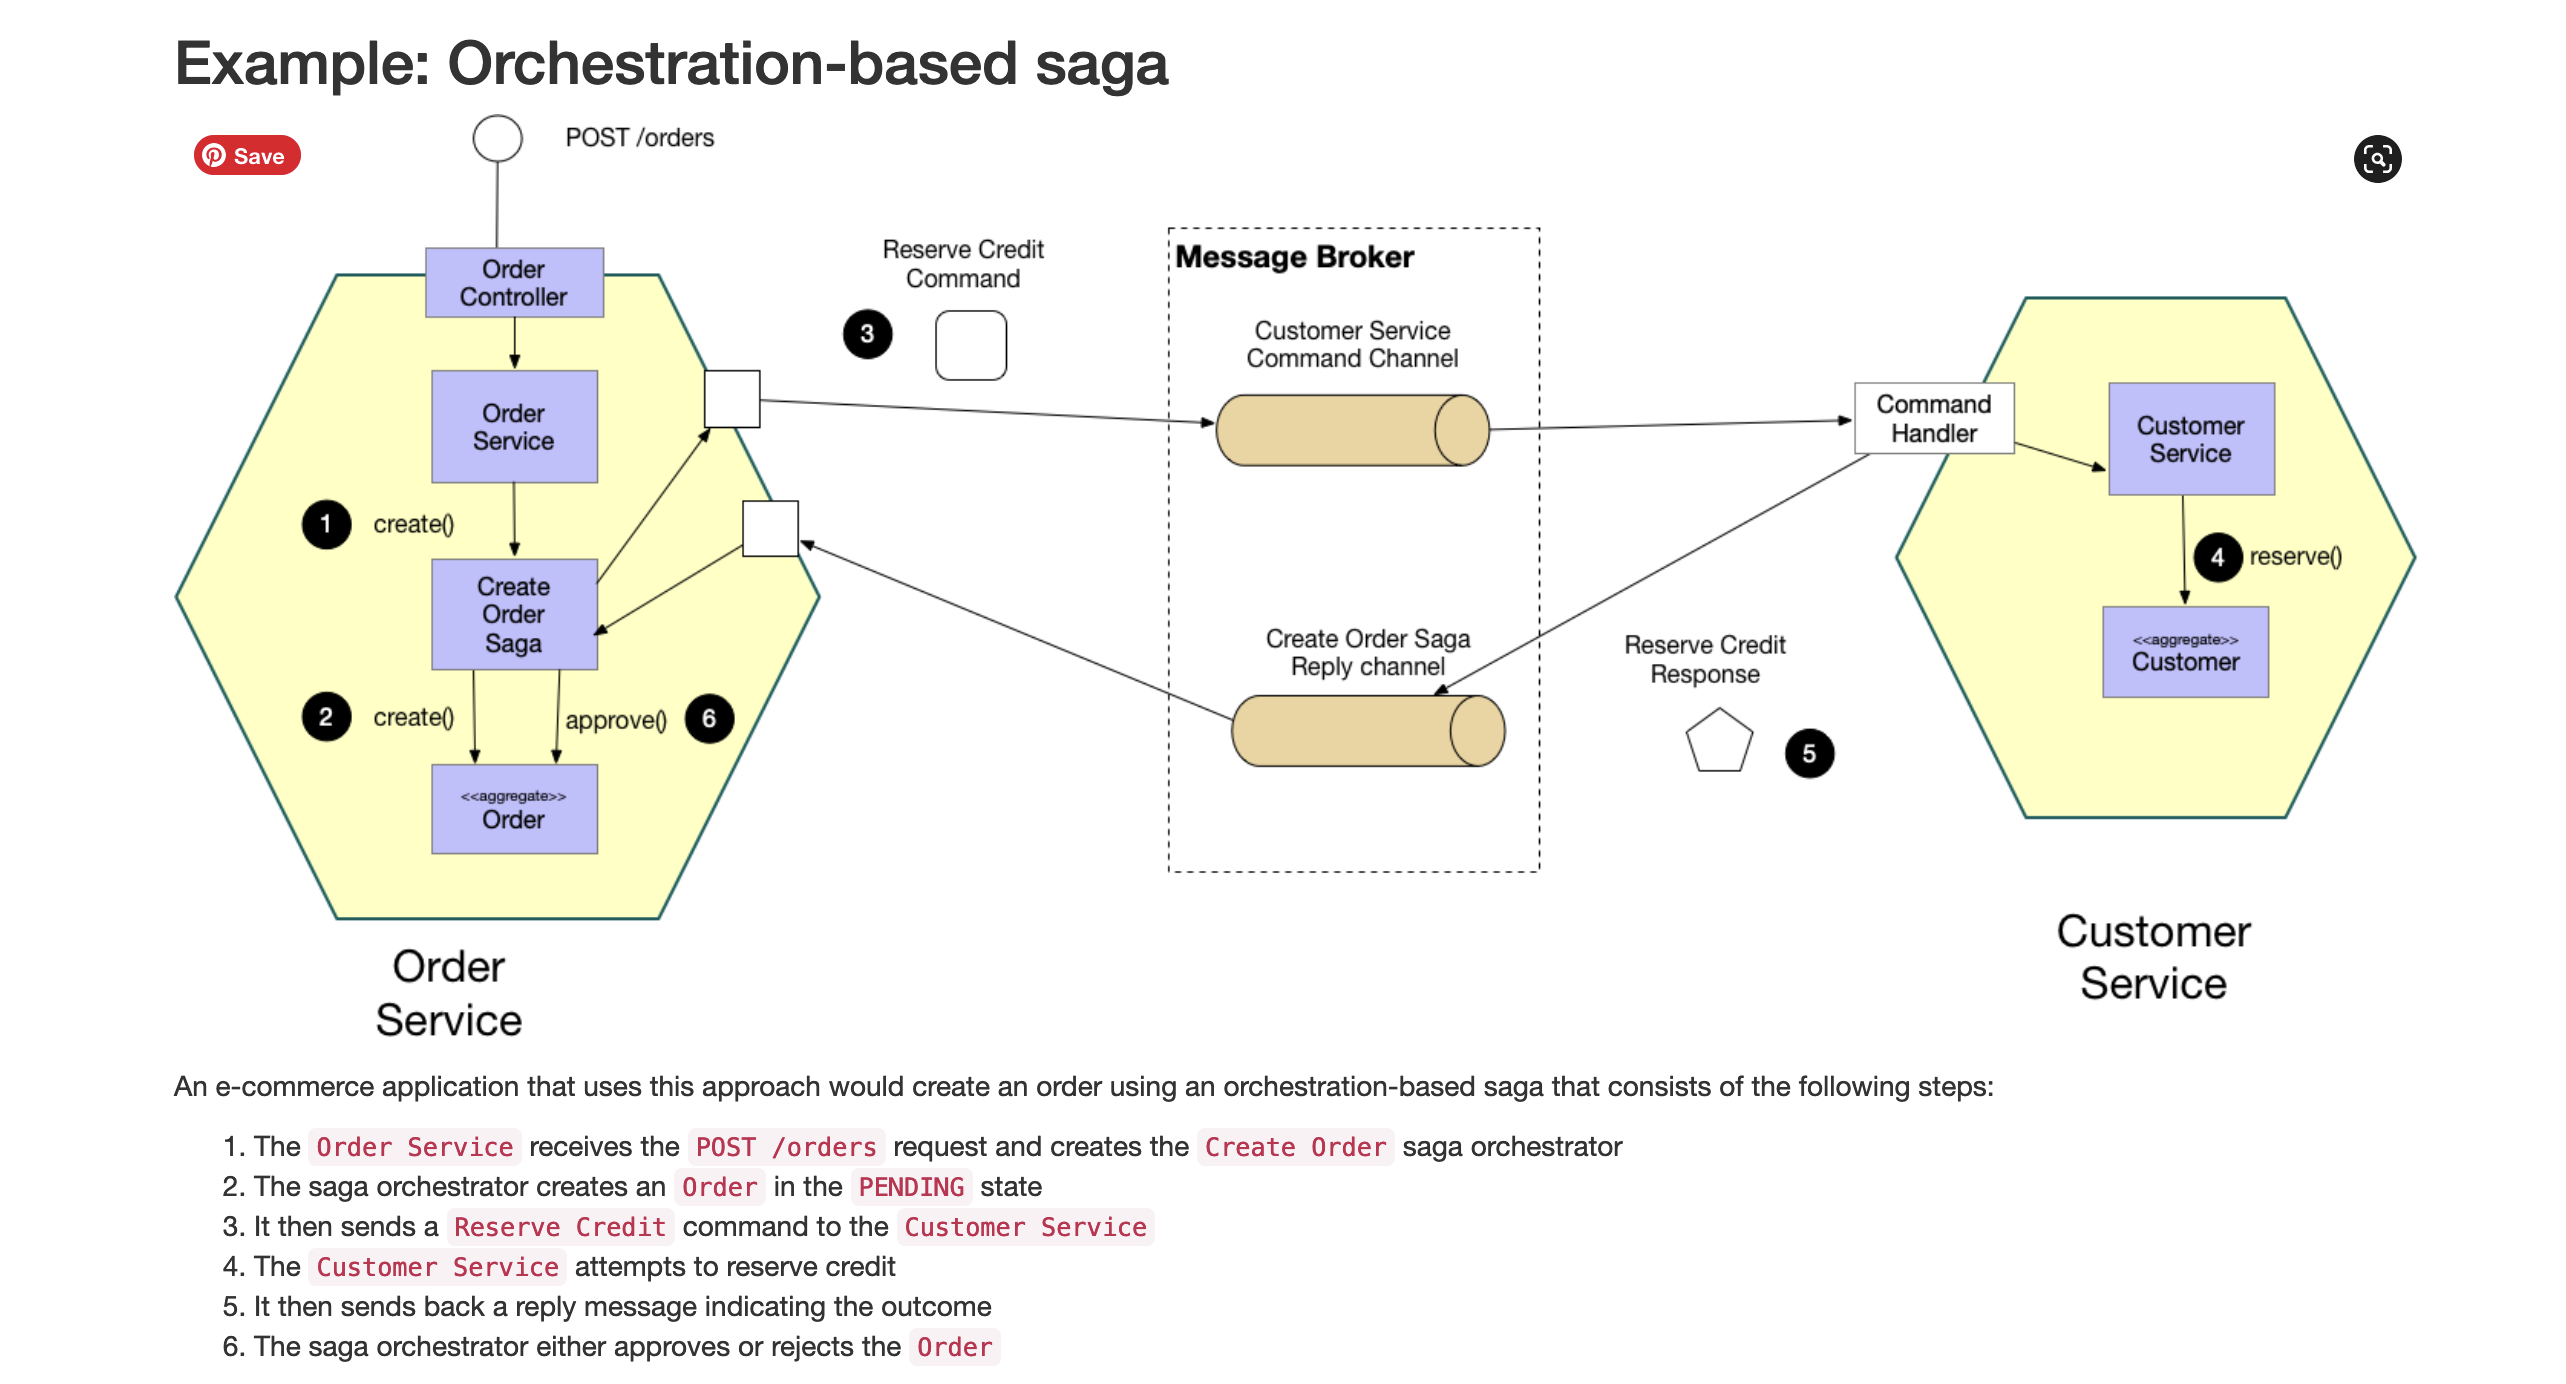 Example: Orchestration-based saga
Save
POST /orders
Order
Controller
Reserve Credit
Command
3
Message Broker
Customer Service
Command Channel
Order
Service
Command
Handler
Customer
Service
1
create()
4
reserve()
Create
Order
Saga
Create Order Saga
Reply channel
Reserve Credit
Response
<<aggregate>>
Customer
2
create()
approve()
6
5
<<aggregate>>
Order
Order
Service
Customer
Service
An e-commerce application that uses this approach would create an order using an orchestration-based saga that consists of the following steps:
1. The Order Service receives the POST /orders request and creates the Create Order saga orchestrator
2. The saga orchestrator creates an Order in the PENDING state
3. It then sends a Reserve Credit command to the Customer Service
4. The Customer Service attempts to reserve credit
5. It then sends back a reply message indicating the outcome
6. The saga orchestrator either approves or rejects the Order